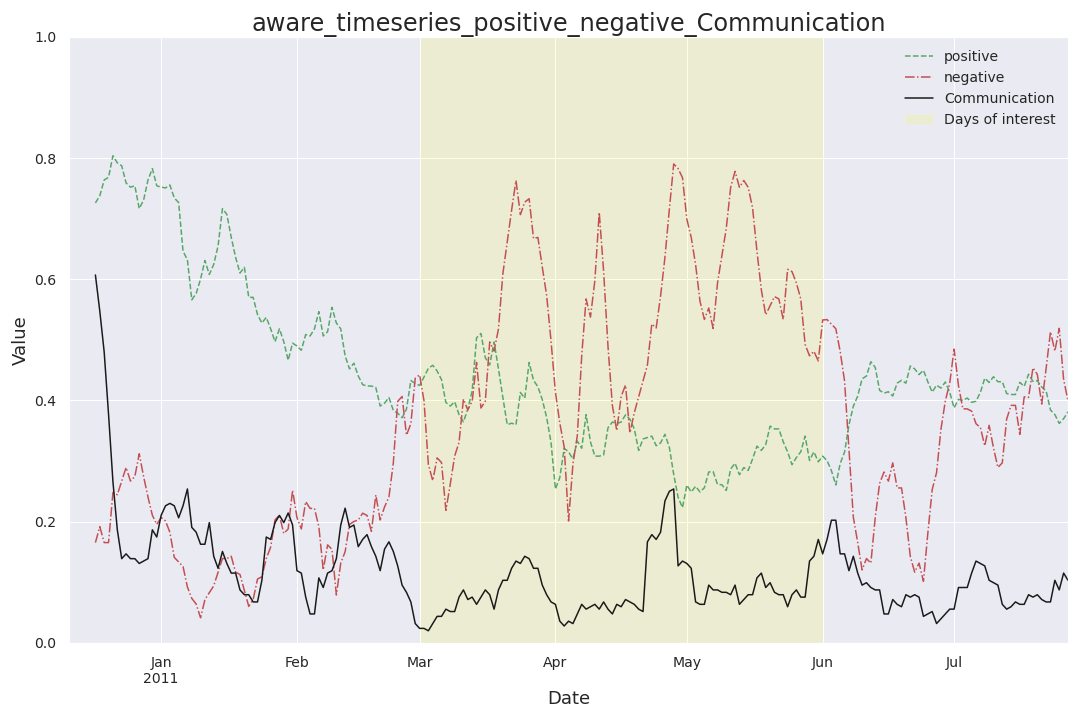 aware_timeseries_positive_negative_Communication
1.0
0.8
0.6
0.4
0.2
0.0
Value
positive
negative
Communication
Days of interest
Jan
2011
Feb
Mar
Apr
May
Jun
Jul
Date